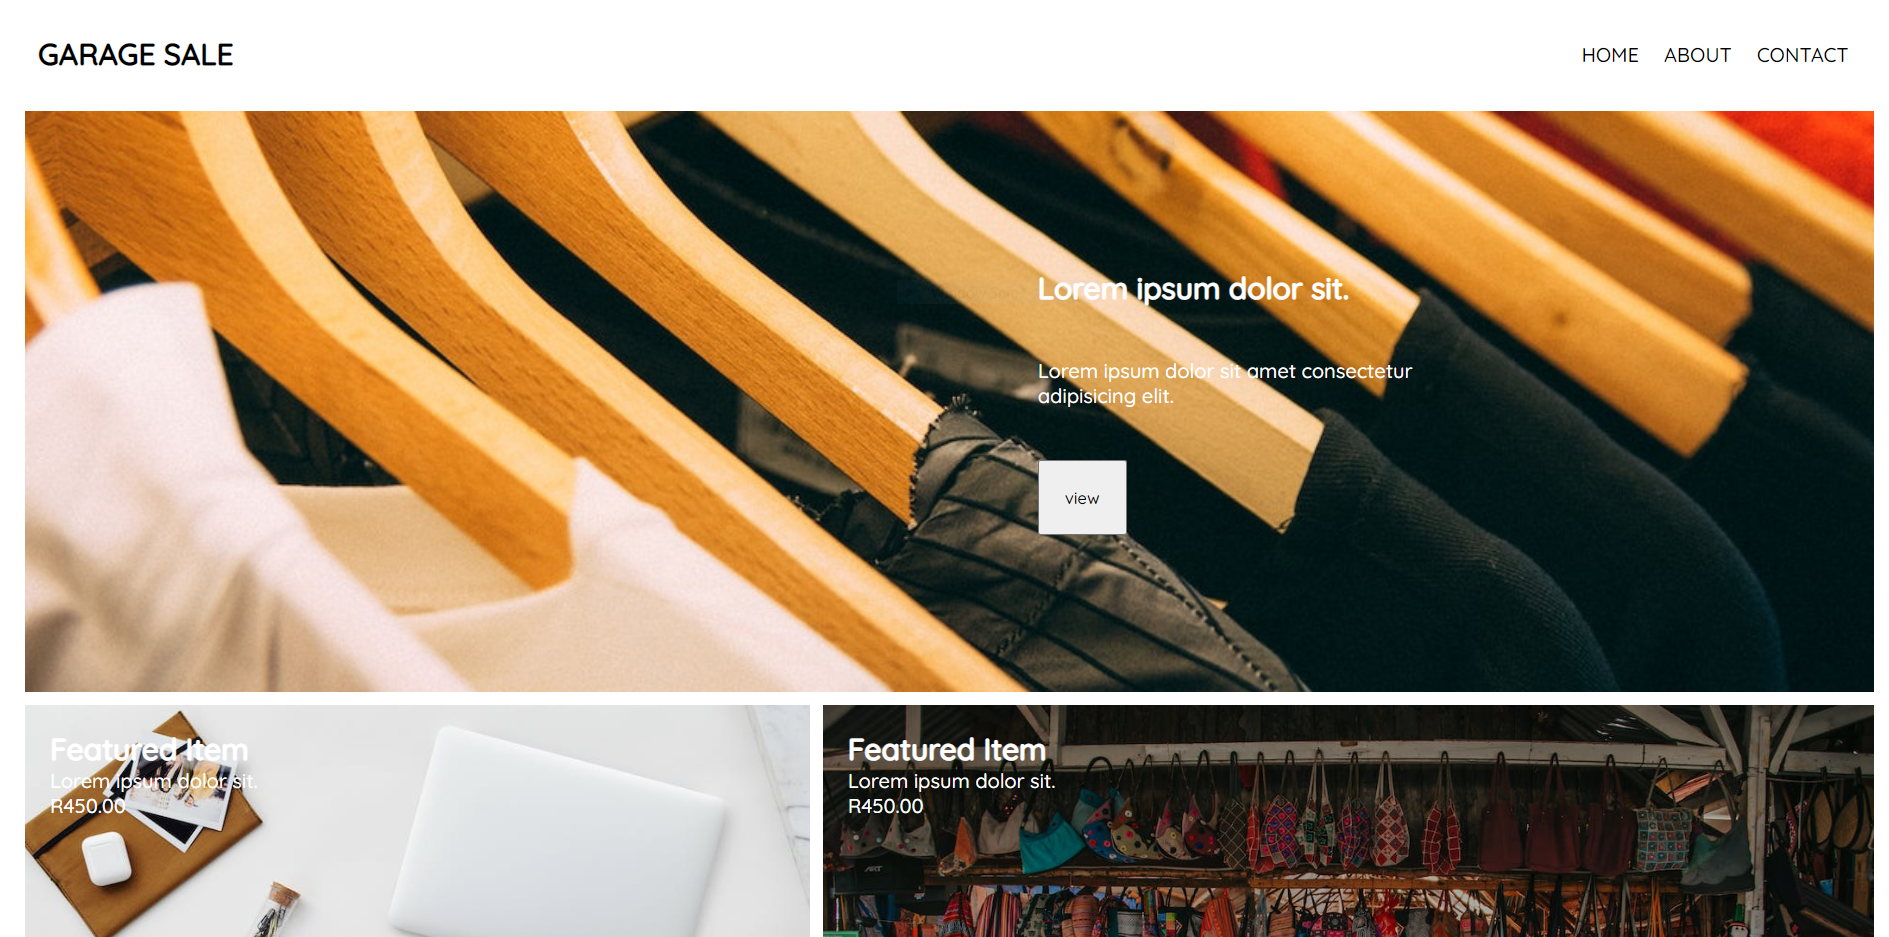 GARAGE SALE
HOME ABOUT CONTACT
Lorem ipsum dolor sit.
Lorem ipsum dolor sit amet consectetur
adipisicing elit.
view
Featured Item
Lorem ipsum dolor sit.
R450.00
Featured Item
Lorem ipsum dolor sit.
R450.00
ART